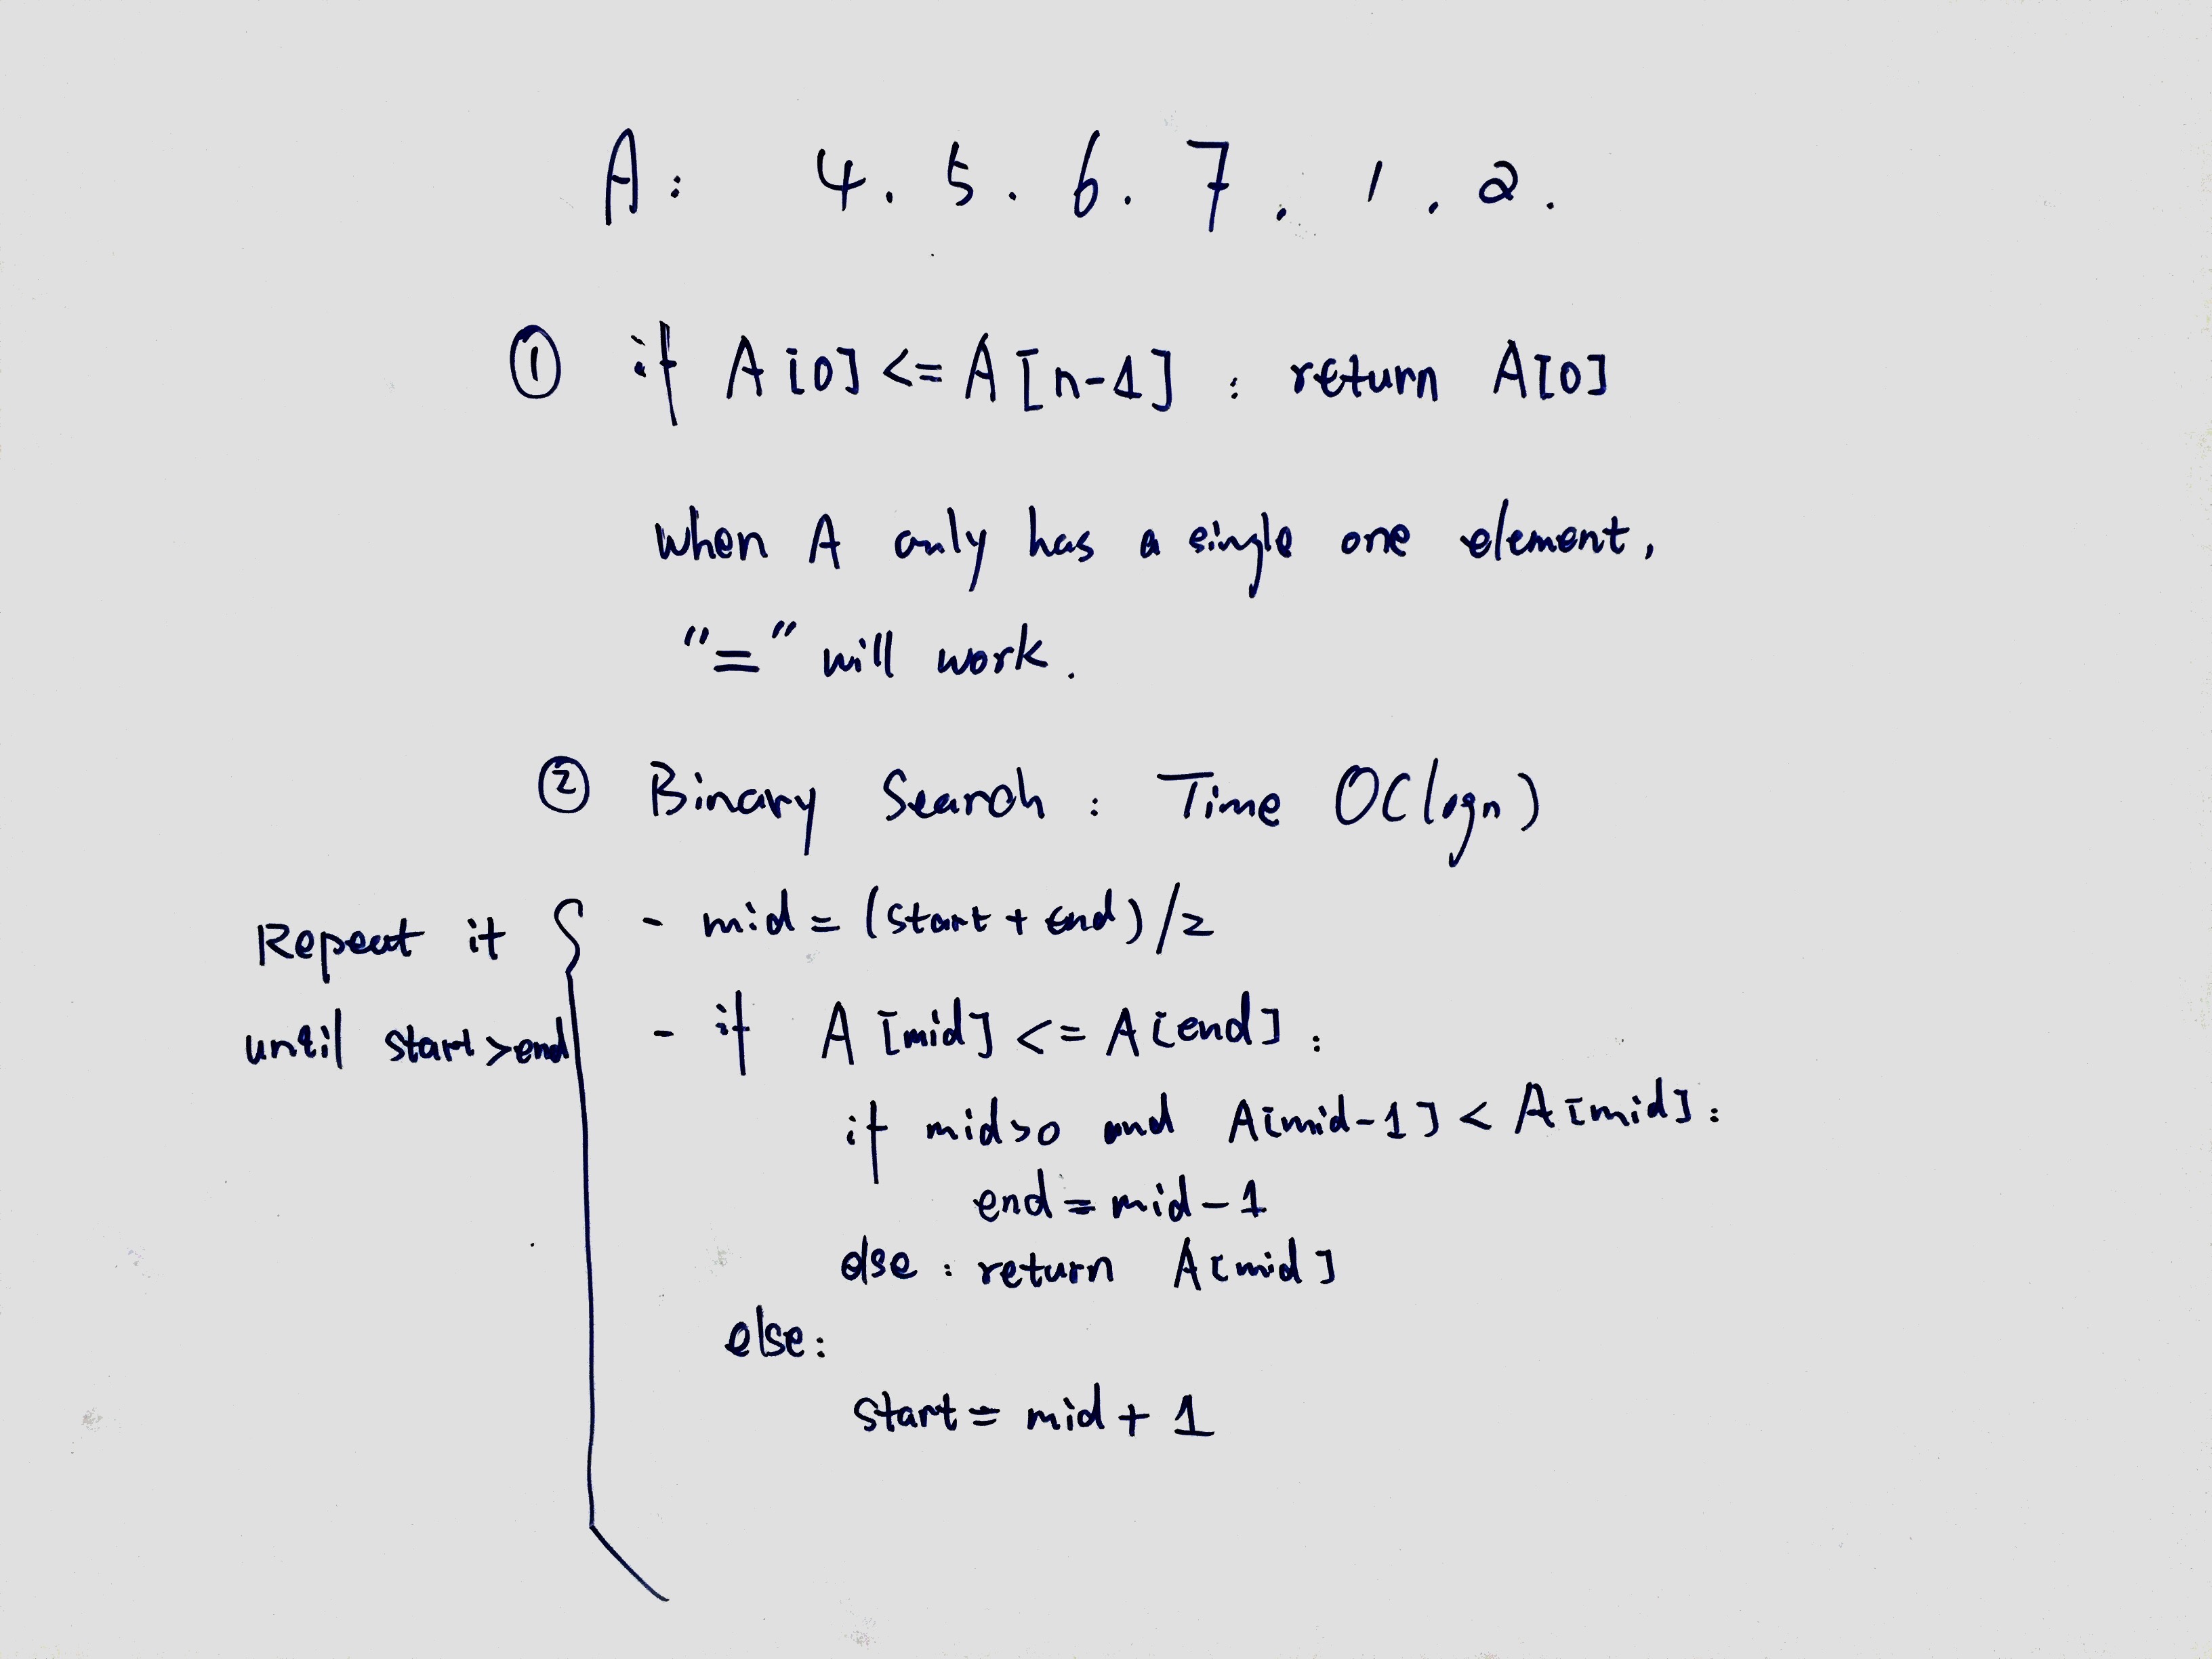 A: 4. 5. 6. 7. 1. 2.
① if A[0] <= A[n-1] : return A[0]
when A only has a single one element,
"=" will work.
② Binary Search : Time O(logn)
- mid = (start + end)/2
Repeat it
- if A[mid] <= A[end] :
until start>end
if mid>0 and A[mid-1] < A[mid]:
end = mid-1
else : return A[mid]
else:
start = mid + 1